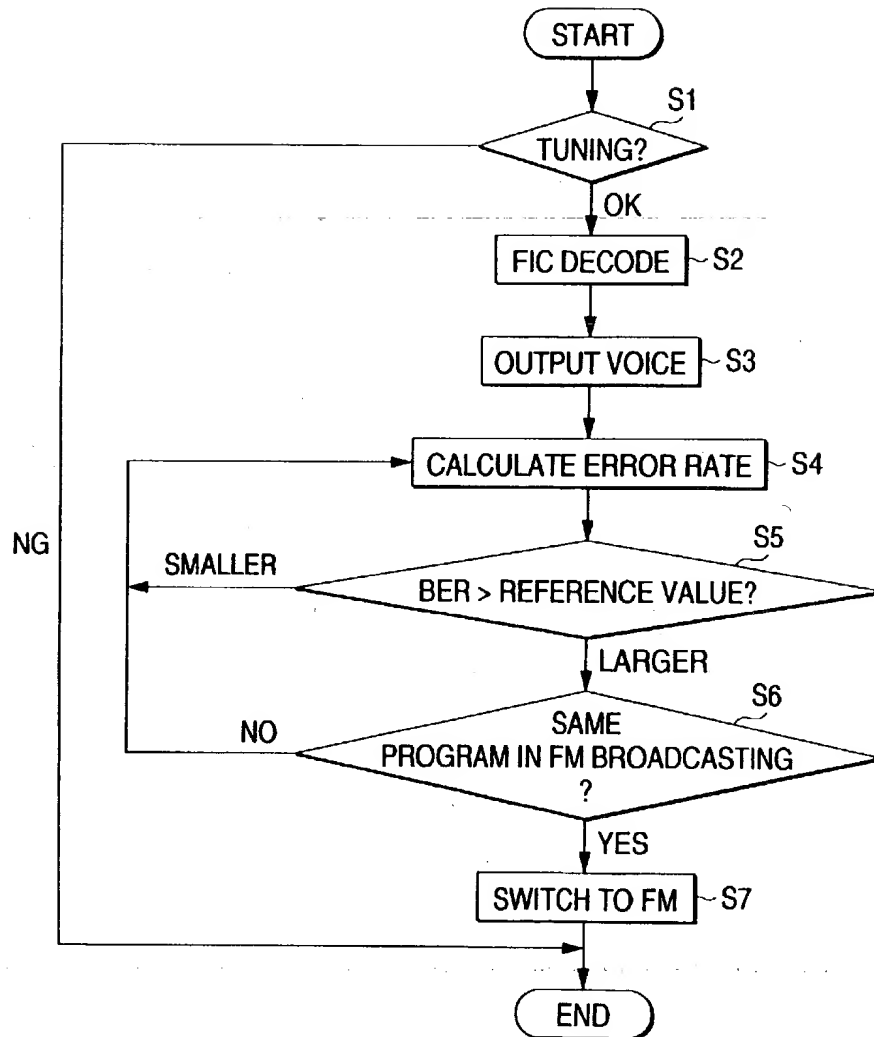 START
S1
TUNING?
OK
FIC DECODE
S2
OUTPUT VOICE
S3
CALCULATE ERROR RATE
S4
NG
SMALLER
S5
BER > REFERENCE VALUE?
LARGER
S6
NO
SAME
PROGRAM IN FM BROADCASTING
?
YES
SWITCH TO FM
S7
END